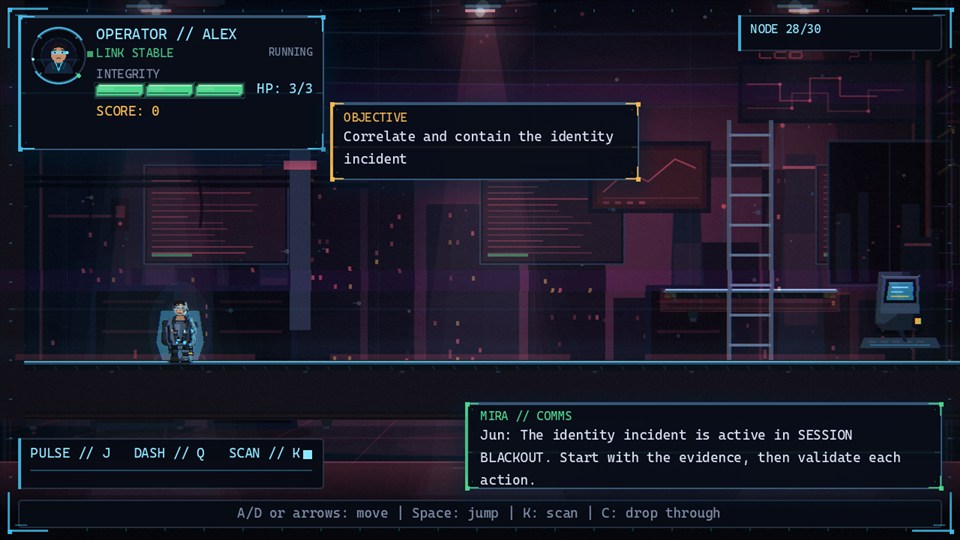 OPERATOR // ALEX
LINK STABLE
RUNNING
INTEGRITY
HP: 3/3
SCORE: 0
NODE 28/30
OBJECTIVE
Correlate and contain the identity
incident
MIRA // COMMS
Jun: The identity incident is active in SESSION
BLACKOUT. Start with the evidence, then validate each
action.
PULSE // J DASH // Q SCAN // K
A/D or arrows: move | Space: jump | K: scan | C: drop through